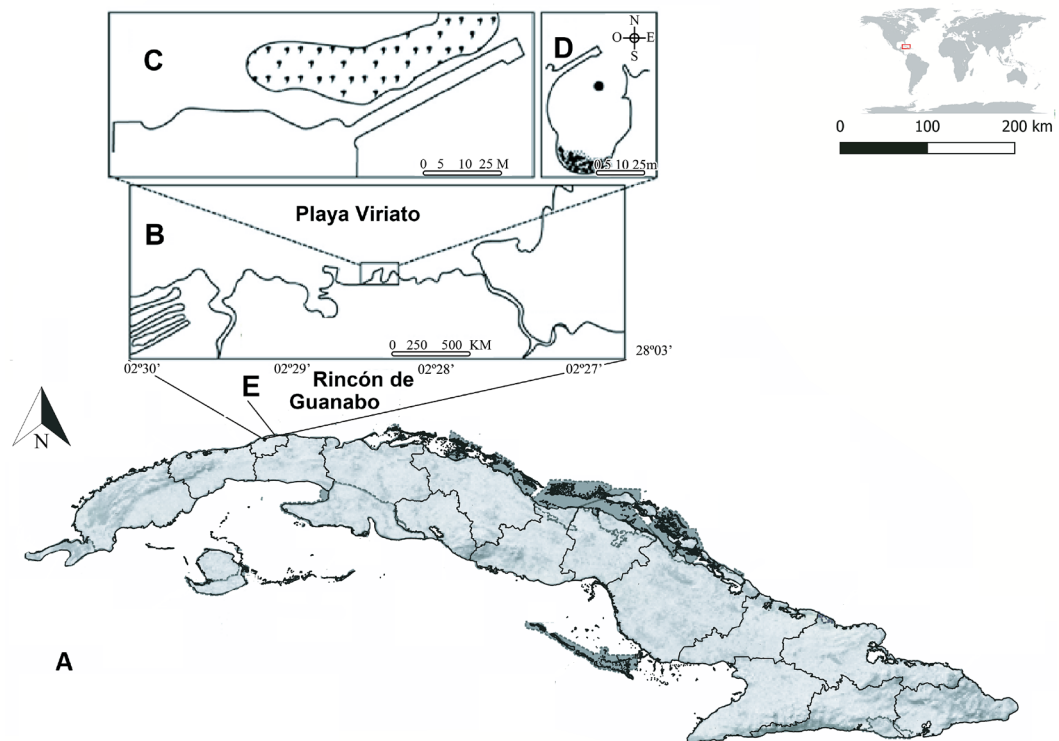 C
0 5 10 25 M
D
N
O E
S
0 5 10 25m
0 100 200 km
Playa Viriato
B
0 250 500 KM
28º03’
02º30’ 02º29’ 02º28’ 02º27’
E
Rincón de
Guanabo
N
A